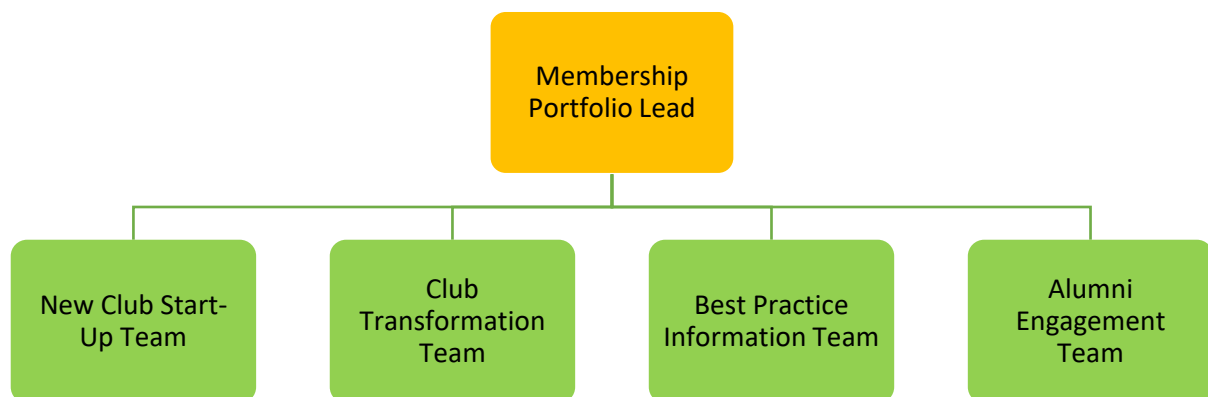 Membership
Portfolio Lead
New Club Start-
Up Team
Club
Transformation
Team
Best Practice
Information Team
Alumni
Engagement
Team